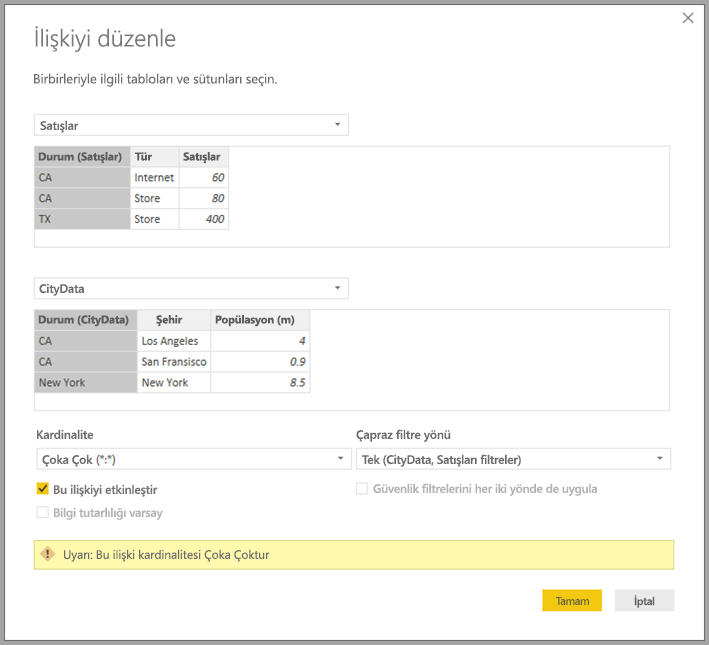 İlişkiyi düzenle
Birbirleriyle ilgili tabloları ve sütunları seçin.
Satışlar
Durum (Satışlar) Tür Satışlar
CA Internet 60
CA Store 80
TX Store 400
CityData
Durum (CityData) Şehir Popülasyon (m)
CA Los Angeles 4
CA San Fransisco 0.9
New York New York 8.5
Kardinalite Çapraz filtre yönü
Çoka Çok (*:*) Tek (CityData, Satışları filtreler)
Bu ilişkiyi etkinleştir Güvenlik filtrelerini her iki yönde de uygula
Bilgi tutarlılığı varsay
Uyarı: Bu ilişki kardinalitesi Çoka Çoktur
Tamam İptal